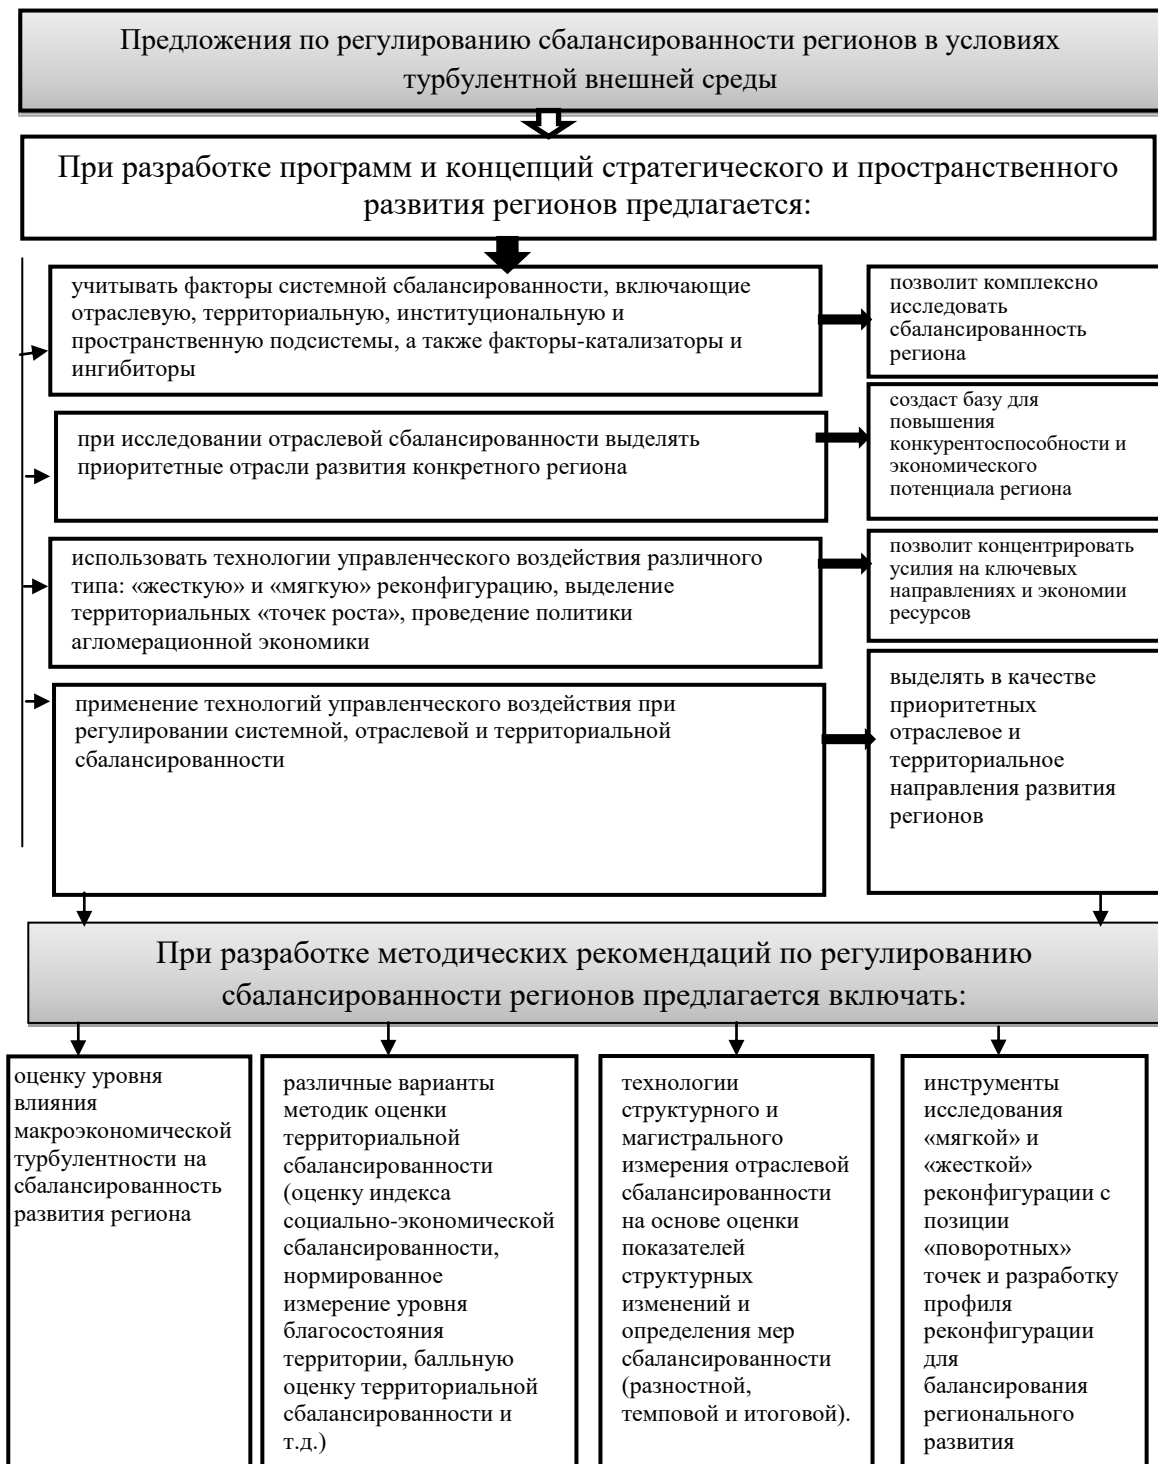 Предложения по регулированию сбалансированности регионов в условиях
турбулентной внешней среды
При разработке программ и концепций стратегического и пространственного
развития регионов предлагается:
учитывать факторы системной сбалансированности, включающие
отраслевую, территориальную, институциональную и
пространственную подсистемы, а также факторы-катализаторы и
ингибиторы
позволит комплексно
исследовать
сбалансированность
региона
при исследовании отраслевой сбалансированности выделять
приоритетные отрасли развития конкретного региона
создаст базу для
повышения
конкурентоспособности и
экономического
потенциала региона
использовать технологии управленческого воздействия различного
типа: «жесткую» и «мягкую» реконфигурацию, выделение
территориальных «точек роста», проведение политики
агломерационной экономики
позволит концентрировать
усилия на ключевых
направлениях и экономии
ресурсов
применение технологий управленческого воздействия при
регулировании системной, отраслевой и территориальной
сбалансированности
выделять в качестве
приоритетных
отраслевое и
территориальное
направления развития
регионов
При разработке методических рекомендаций по регулированию
сбалансированности регионов предлагается включать:
оценку уровня
влияния
макроэкономической
турбулентности на
сбалансированность
развития региона
различные варианты
методик оценки
территориальной
сбалансированности
(оценку индекса
социально-экономической
сбалансированности,
нормированное
измерение уровня
благосостояния
территории, балльную
оценку территориальной
сбалансированности и
т.д.)
технологии
структурного и
магистрального
измерения отраслевой
сбалансированности
на основе оценки
показателей
структурных
изменений и
определения мер
сбалансированности
(разностной,
темповой и итоговой).
инструменты
исследования
«мягкой» и
«жесткой»
реконфигурации с
позиции
«поворотных»
точек и разработку
профиля
реконфигурации
для
балансирования
регионального
развития